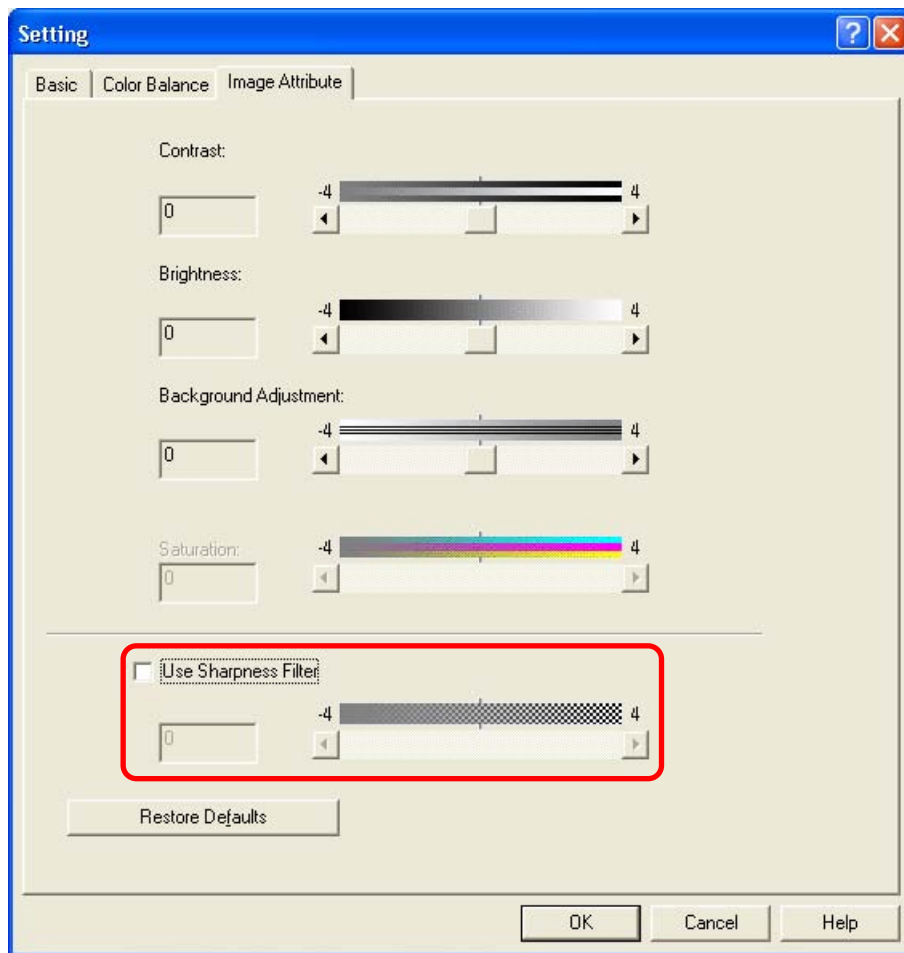 Setting
Basic Color Balance Image Attribute
Contrast:
-4 4
0
Brightness:
-4 4
0
Background Adjustment:
-4 4
0
Saturation:
-4 4
0
Use Sharpness Filter
-4 4
0
Restore Defaults
OK Cancel Help